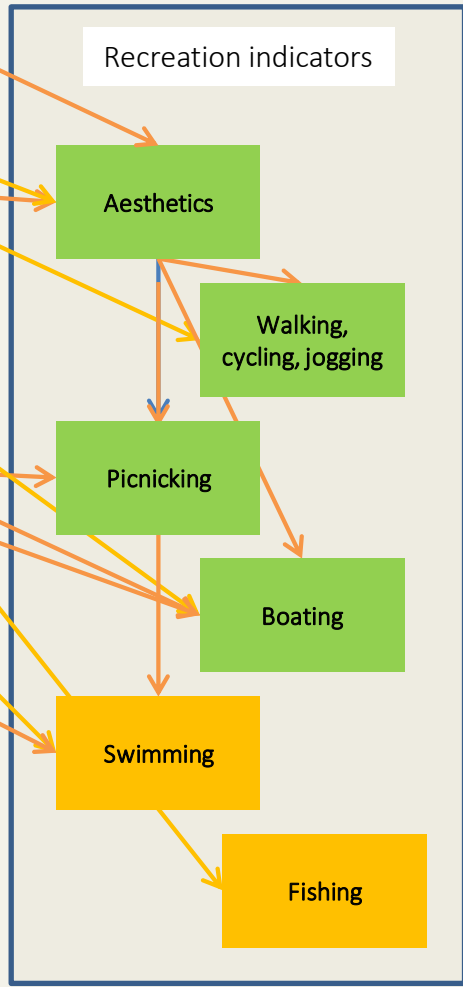 Recreation indicators
Aesthetics
Walking,
cycling, jogging
Picnicking
Boating
Swimming
Fishing